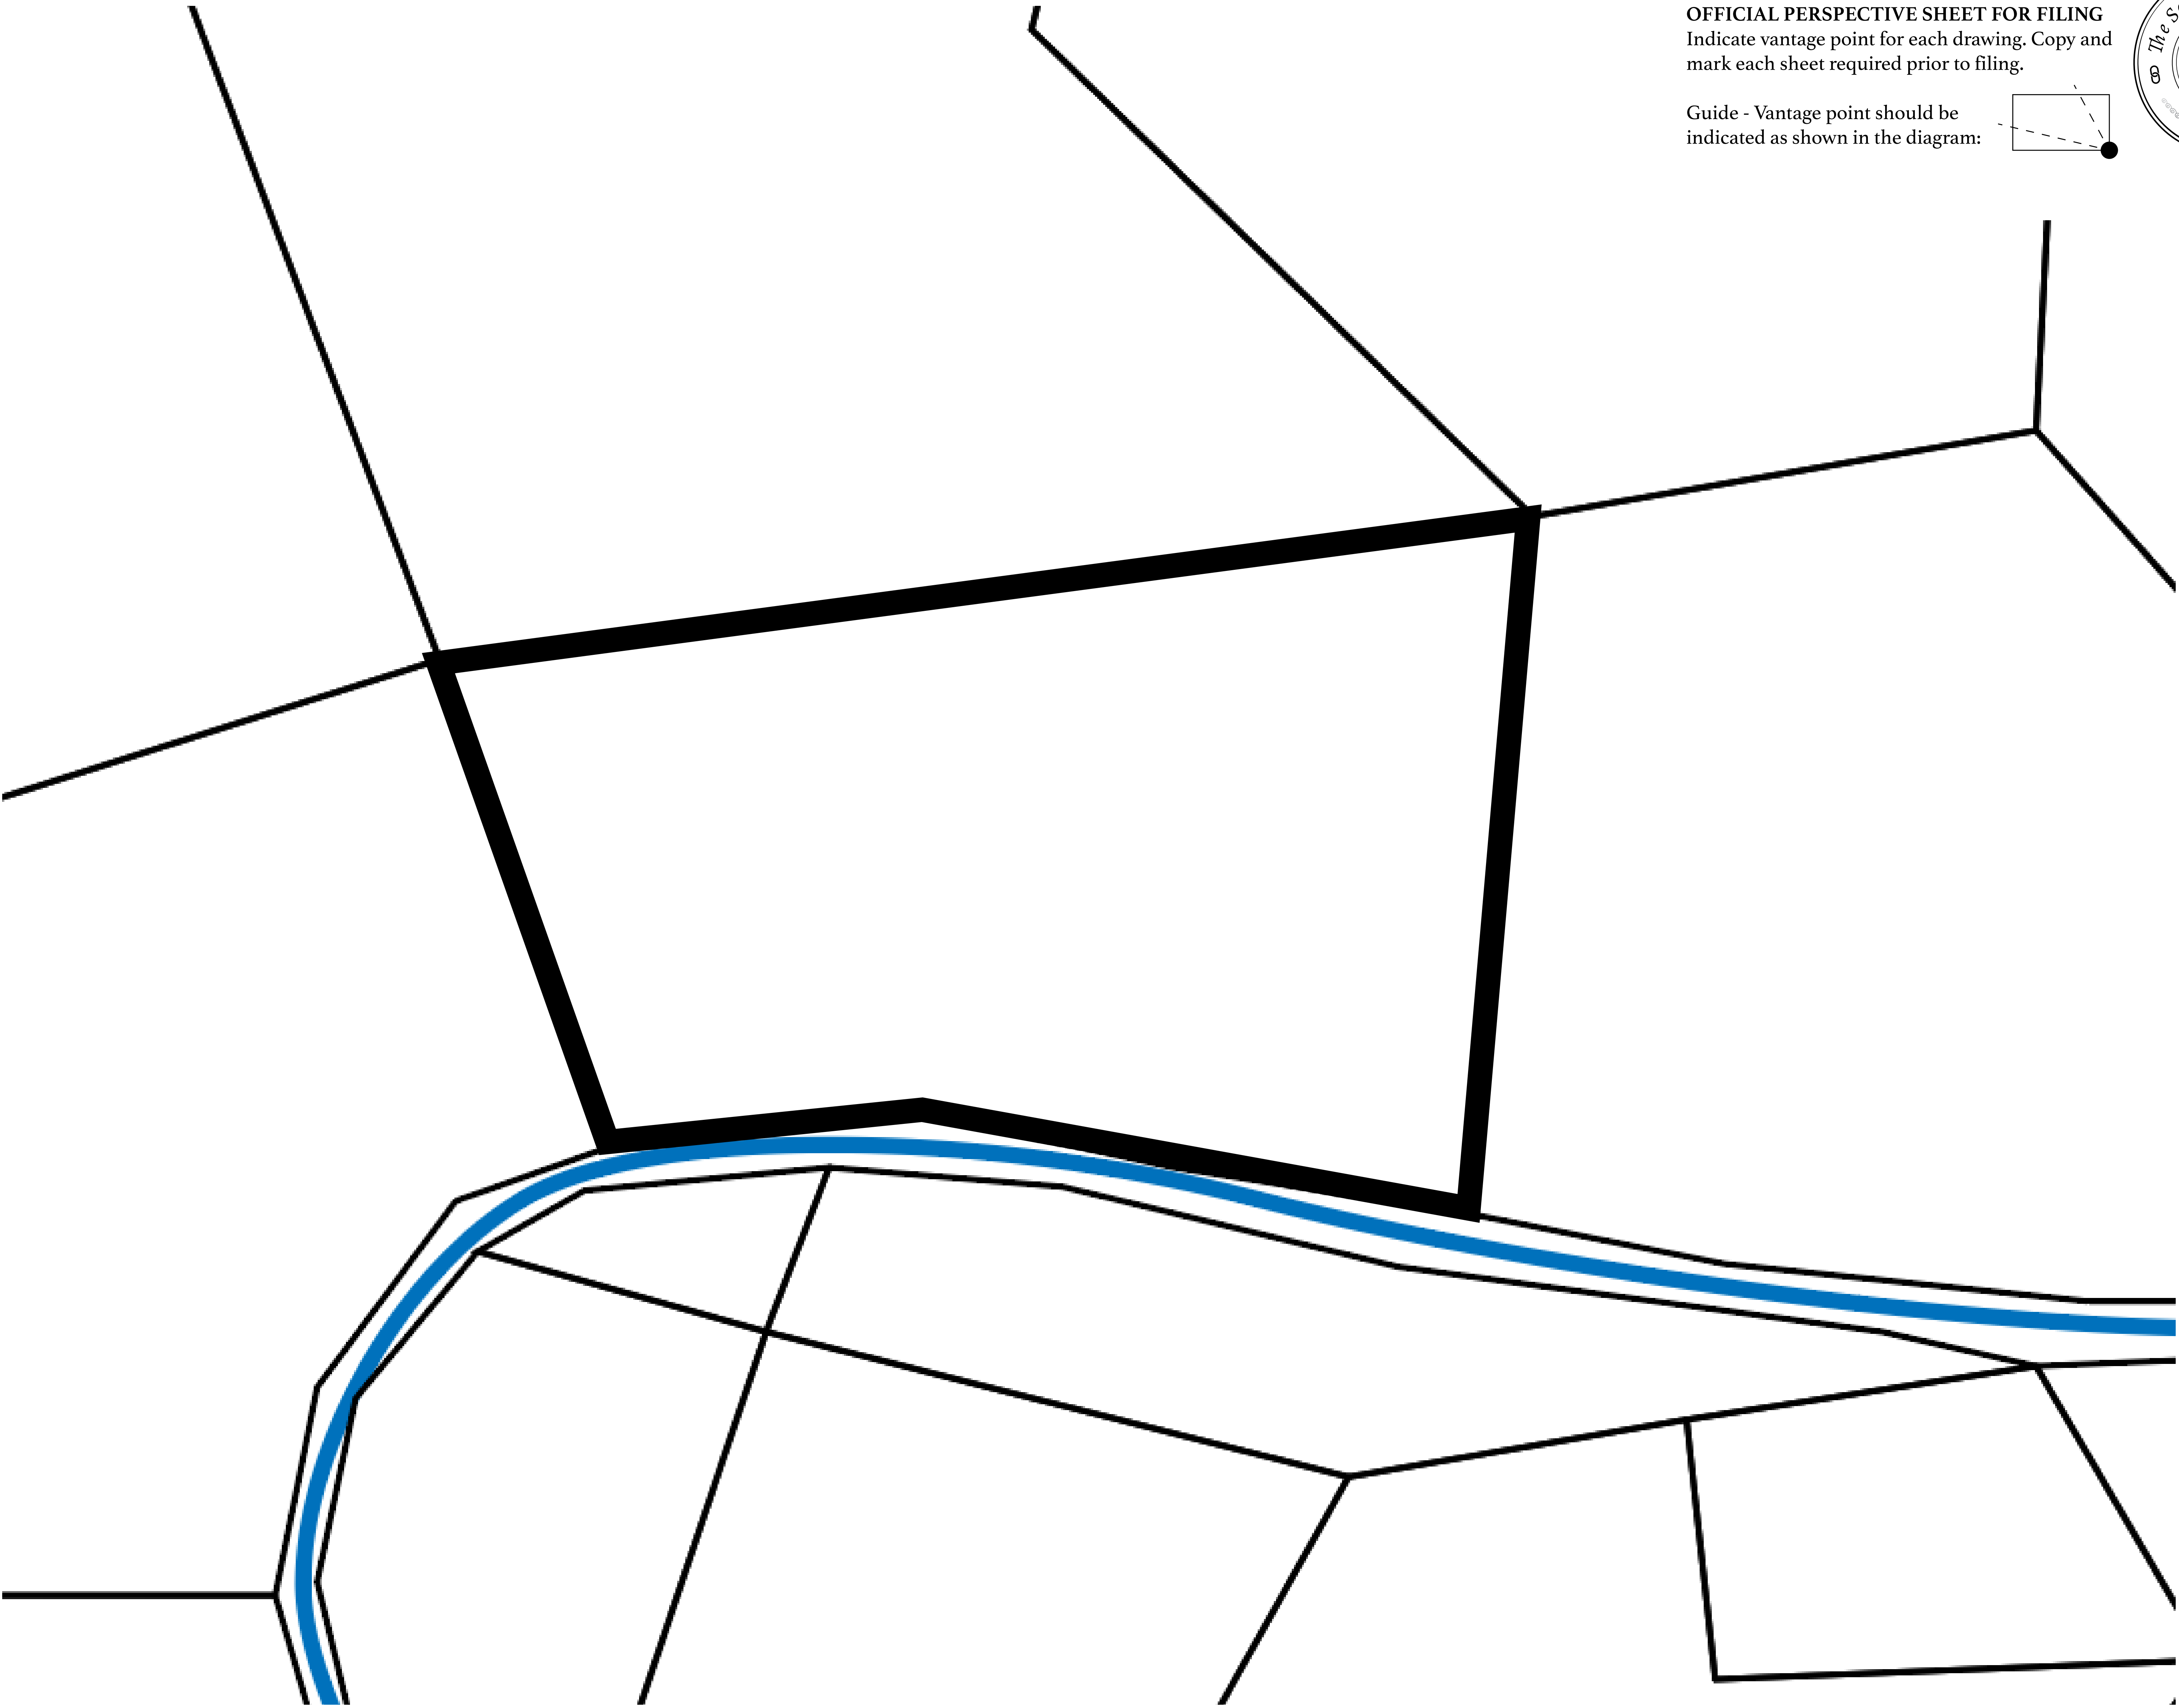 OFFICIAL PERSPECTIVE SHEET FOR FILING
Indicate vantage point for each drawing. Copy and
mark each sheet required prior to filing.
Guide - Vantage point should be
indicated as shown in the diagram:
The